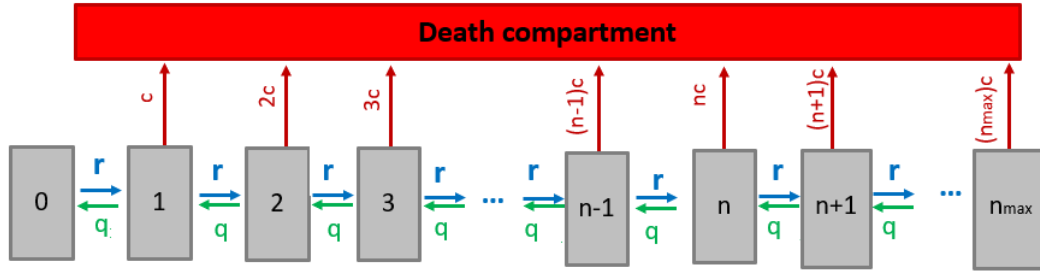 Death compartment
c
2c
3c
(n-1)c
nc
(n+1)c
(nmax)c
r
r
r
r
r
r
r
r
0
1
2
3
...
n-1
n
n+1
...
nmax
q
q
q
q
q
q
q
q